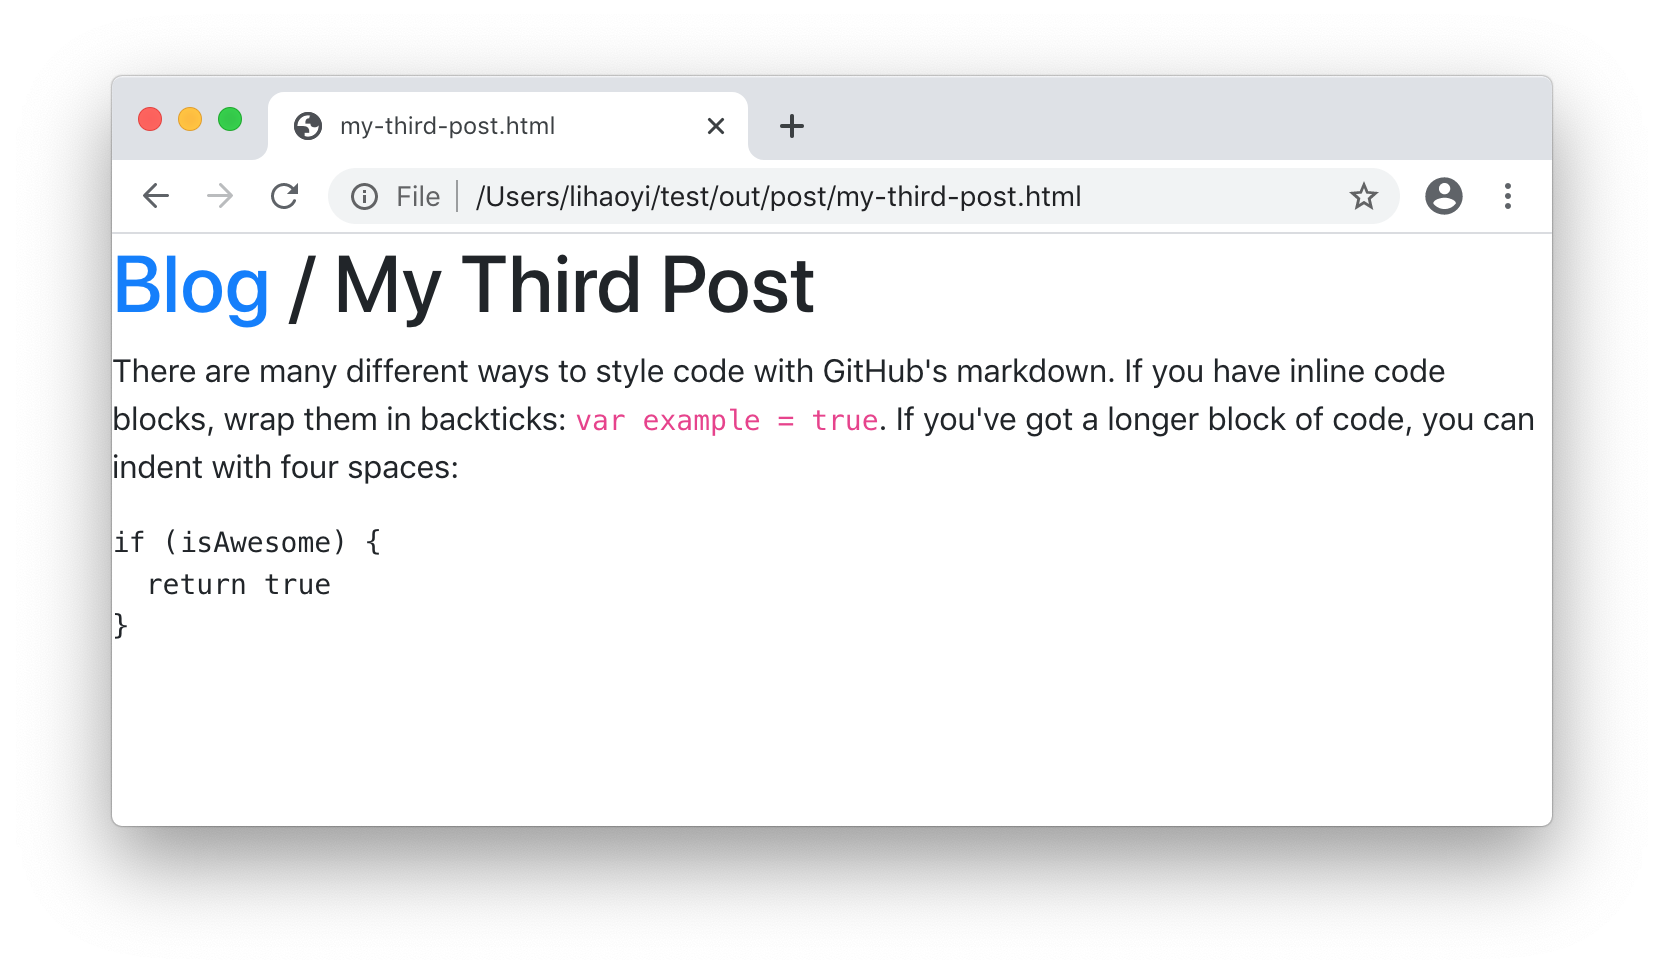 my-third-post.html
File | /Users/lihaoyi/test/out/post/my-third-post.html
Blog / My Third Post
There are many different ways to style code with GitHub's markdown. If you have inline code
blocks, wrap them in backticks: var example = true. If you've got a longer block of code, you can
indent with four spaces:
if (isAwesome) {
  return true
}